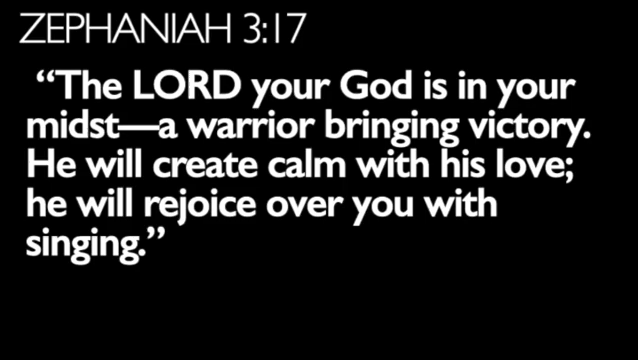 ZEPHANIAH 3:17
“The LORD your God is in your
midst—a warrior bringing victory.
He will create calm with his love;
he will rejoice over you with
singing.”